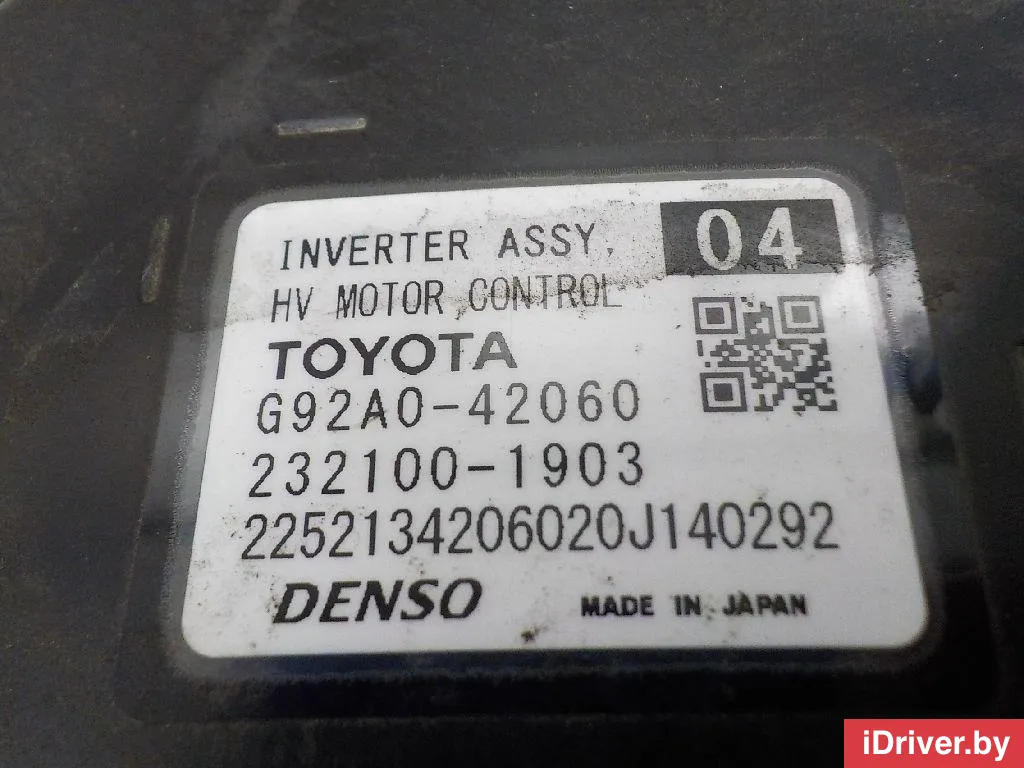 INVERTER ASSY, 04
HV MOTOR CONTROL
TOYOTA
G92A0-42060
232100-1903
2252134206020J140292
DENSO MADE IN JAPAN
iDriver.by